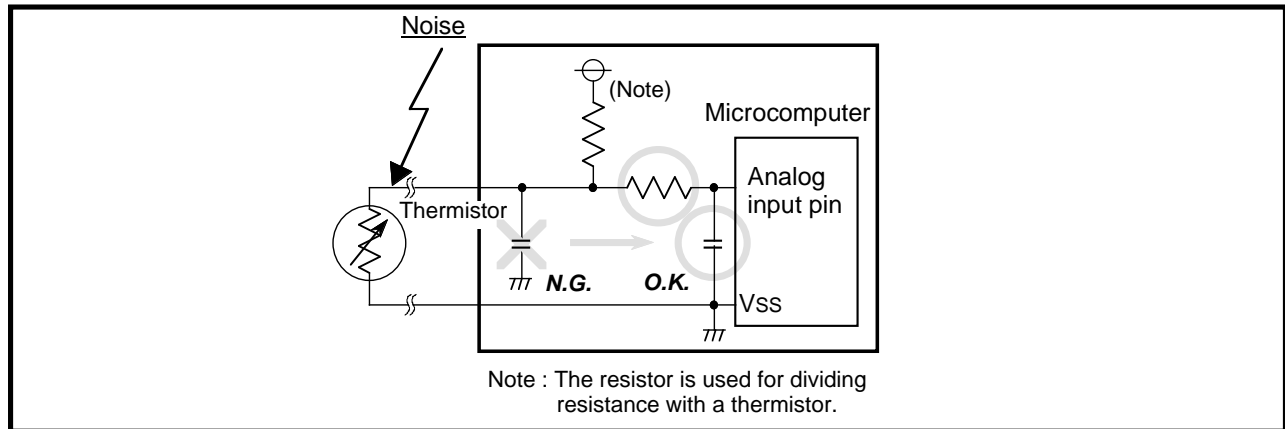 Noise
(Note)
Microcomputer
Analog
input pin
Thermistor
N.G.
O.K.
VSS
Note : The resistor is used for dividing
resistance with a thermistor.